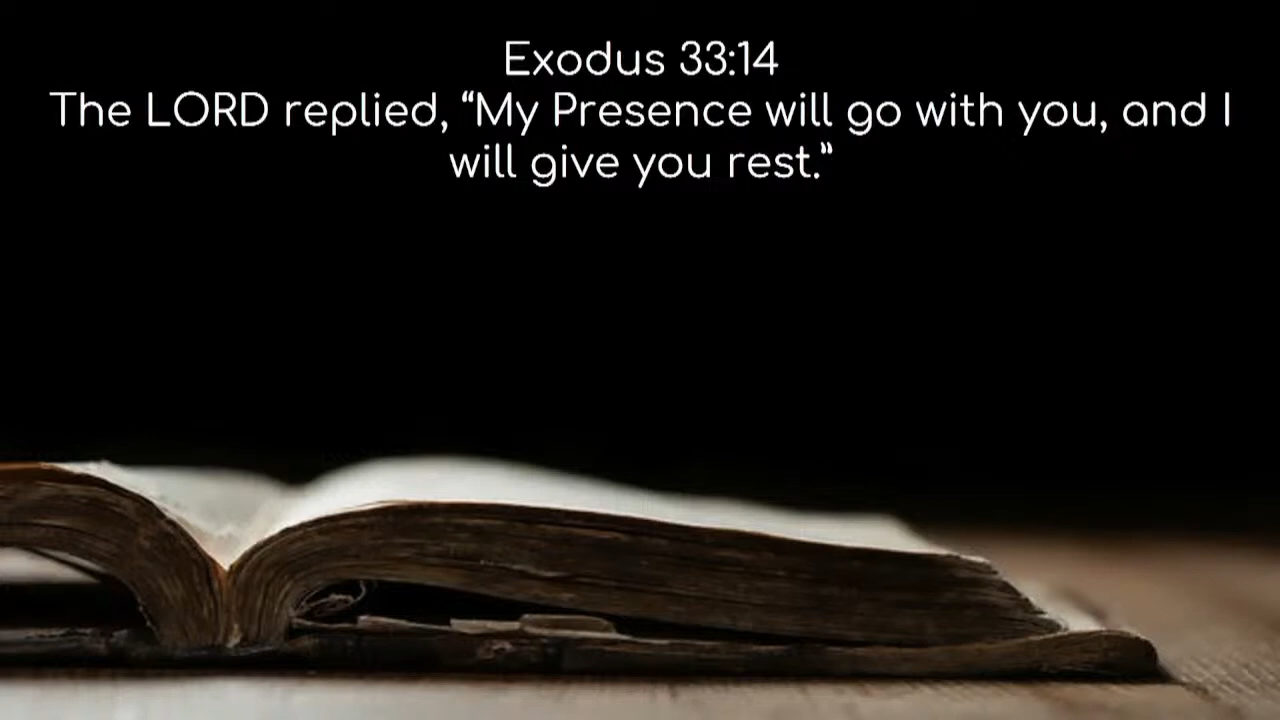 Exodus 33:14
The LORD replied, “My Presence will go with you, and I
will give you rest.”